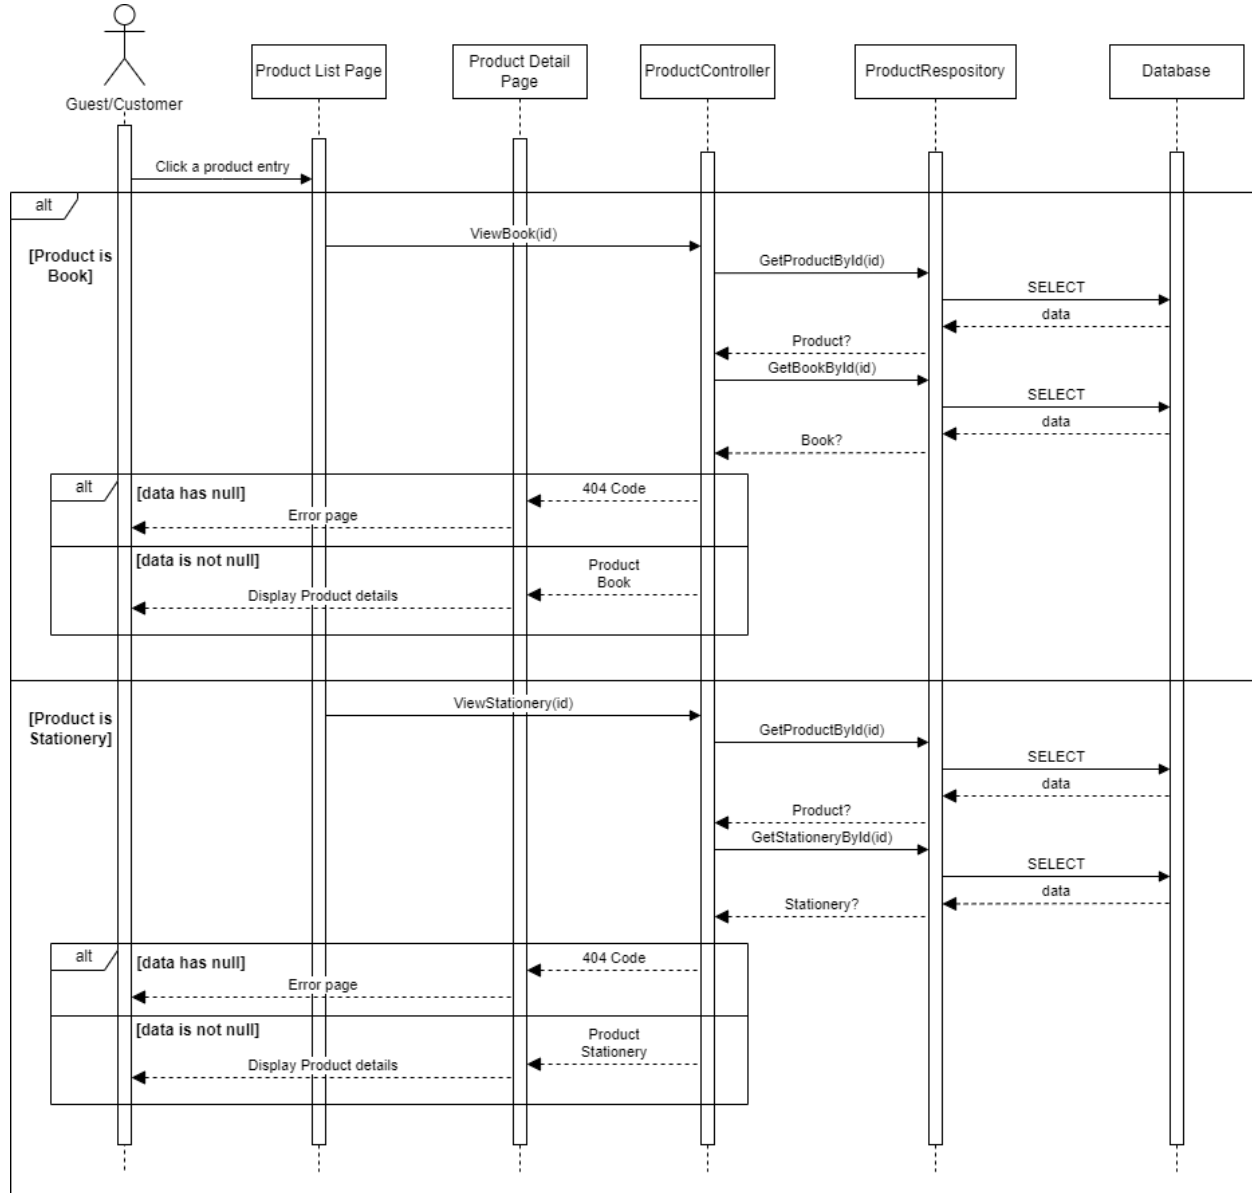 Guest/Customer
Product List Page
Product Detail
Page
ProductController
ProductRespository
Database
Click a product entry
alt
[Product is
Book]
ViewBook(id)
GetProductById(id)
SELECT
data
Product?
GetBookById(id)
SELECT
data
Book?
alt
[data has null]
404 Code
Error page
[data is not null]
Product
Book
Display Product details
[Product is
Stationery]
ViewStationery(id)
GetProductById(id)
SELECT
data
Product?
GetStationeryById(id)
SELECT
data
Stationery?
alt
[data has null]
404 Code
Error page
[data is not null]
Product
Stationery
Display Product details